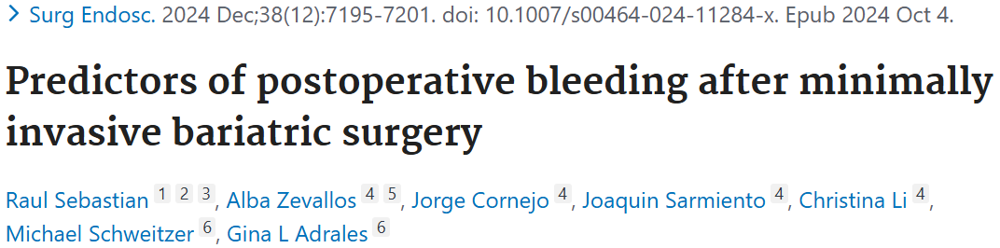 > Surg Endosc. 2024 Dec;38(12):7195-7201. doi: 10.1007/s00464-024-11284-x. Epub 2024 Oct 4.
Predictors of postoperative bleeding after minimally
invasive bariatric surgery
Raul Sebastian 1 2 3, Alba Zevallos 4 5, Jorge Cornejo 4, Joaquin Sarmiento 4, Christina Li 4,
Michael Schweitzer 6, Gina L Adrales 6